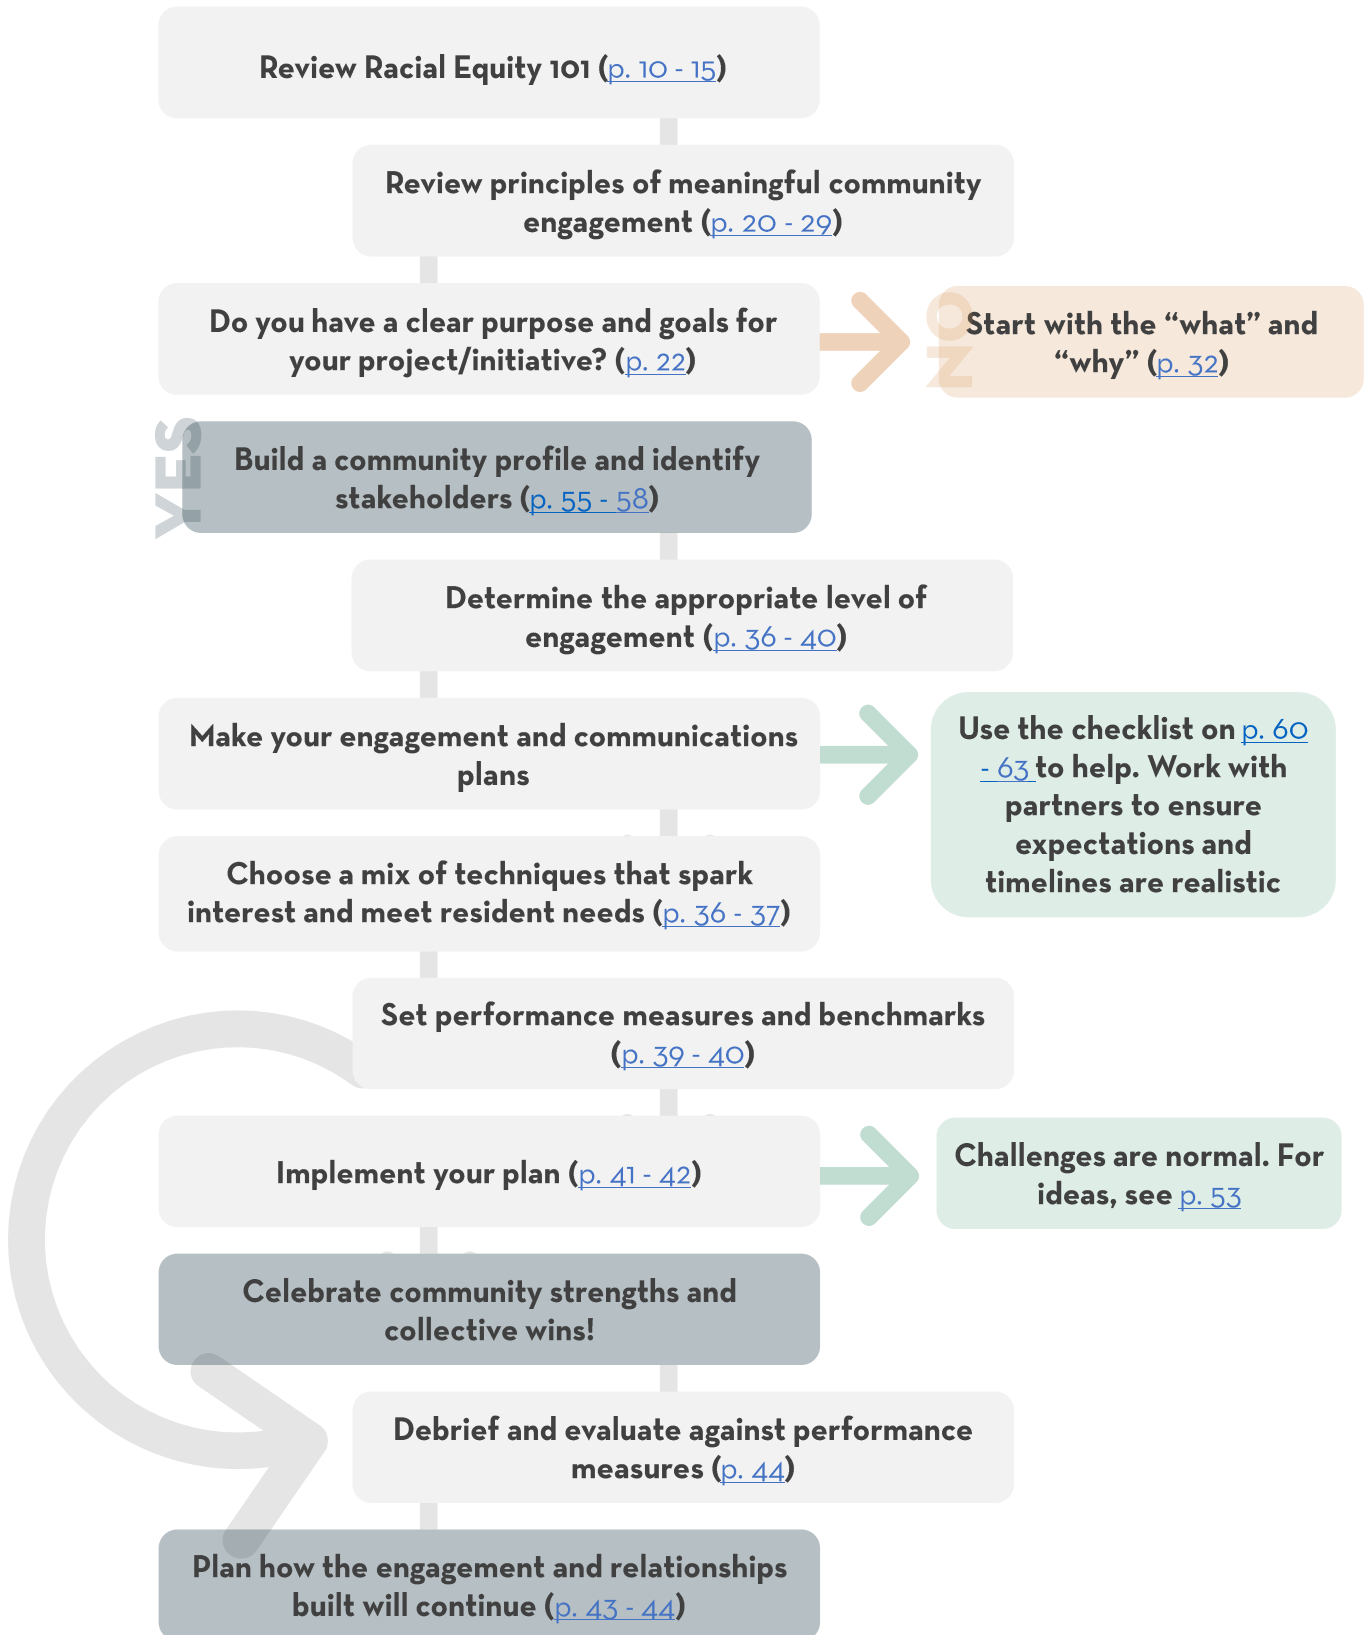 Review Racial Equity 101 (p. 10 - 15)
Review principles of meaningful community
engagement (p. 20 - 29)
Do you have a clear purpose and goals for
your project/initiative? (p. 22)
NO
Start with the “what” and
“why” (p. 32)
YES
Build a community profile and identify
stakeholders (p. 55 - 58)
Determine the appropriate level of
engagement (p. 36 - 40)
Make your engagement and communications
plans
Use the checklist on p. 60
- 63 to help. Work with
partners to ensure
expectations and
timelines are realistic
Choose a mix of techniques that spark
interest and meet resident needs (p. 36 - 37)
Set performance measures and benchmarks
(p. 39 - 40)
Implement your plan (p. 41 - 42)
Challenges are normal. For
ideas, see p. 53
Celebrate community strengths and
collective wins!
Debrief and evaluate against performance
measures (p. 44)
Plan how the engagement and relationships
built will continue (p. 43 - 44)